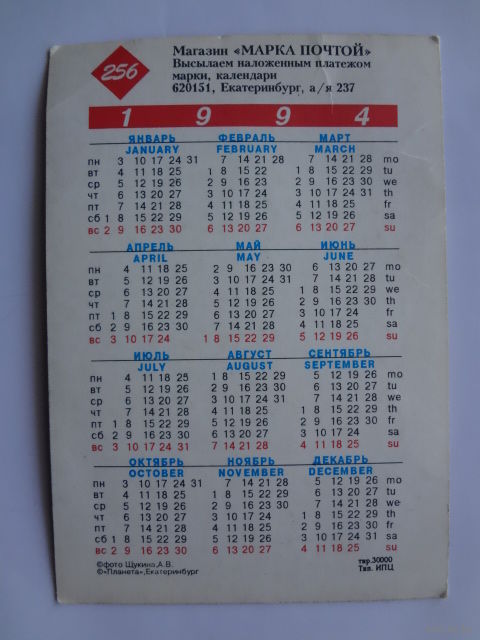 256
Магазин «МАРКА ПОЧТОЙ»
Высылаем наложенным платежом
марки, календари
620151, Екатеринбург, а/я 237
1 9 9 4
ЯНВАРЬ ФЕВРАЛЬ МАРТ
JANUARY FEBRUARY MARCH
пн 3 10 17 24 31 7 14 21 28 7 14 21 28 mo
вт 4 11 18 25 1 8 15 22 1 8 15 22 29 tu
ср 5 12 19 26 2 9 16 23 2 9 16 23 30 we
чт 6 13 20 27 3 10 17 24 3 10 17 24 31 th
пт 7 14 21 28 4 11 18 25 4 11 18 25 fr
сб 1 8 15 22 29 5 12 19 26 5 12 19 26 sa
вс 2 9 16 23 30 6 13 20 27 6 13 20 27 su
АПРЕЛЬ МАЙ ИЮНЬ
APRIL MAY JUNE
пн 4 11 18 25 2 9 16 23 30 6 13 20 27 mo
вт 5 12 19 26 3 10 17 24 31 7 14 21 28 tu
ср 6 13 20 27 4 11 18 25 1 8 15 22 29 we
чт 7 14 21 28 5 12 19 26 2 9 16 23 30 th
пт 1 8 15 22 29 6 13 20 27 3 10 17 24 fr
сб 2 9 16 23 30 7 14 21 28 4 11 18 25 sa
вс 3 10 17 24 1 8 15 22 29 5 12 19 26 su
ИЮЛЬ АВГУСТ СЕНТЯБРЬ
JULY AUGUST SEPTEMBER
пн 4 11 18 25 1 8 15 22 29 5 12 19 26 mo
вт 5 12 19 26 2 9 16 23 30 6 13 20 27 tu
ср 6 13 20 27 3 10 17 24 31 7 14 21 28 we
чт 7 14 21 28 4 11 18 25 1 8 15 22 29 th
пт 1 8 15 22 29 5 12 19 26 2 9 16 23 30 fr
сб 2 9 16 23 30 6 13 20 27 3 10 17 24 sa
вс 3 10 17 24 31 7 14 21 28 4 11 18 25 su
ОКТЯБРЬ НОЯБРЬ ДЕКАБРЬ
OCTOBER NOVEMBER DECEMBER
пн 3 10 17 24 31 7 14 21 28 5 12 19 26 mo
вт 4 11 18 25 1 8 15 22 29 6 13 20 27 tu
ср 5 12 19 26 2 9 16 23 30 7 14 21 28 we
чт 6 13 20 27 3 10 17 24 1 8 15 22 29 th
пт 7 14 21 28 4 11 18 25 2 9 16 23 30 fr
сб 1 8 15 22 29 5 12 19 26 3 10 17 24 31 sa
вс 2 9 16 23 30 6 13 20 27 4 11 18 25 su
©фото Щукина,А.В. тир.30000
©«Планета»,Екатеринбург Тип. ИПЦ